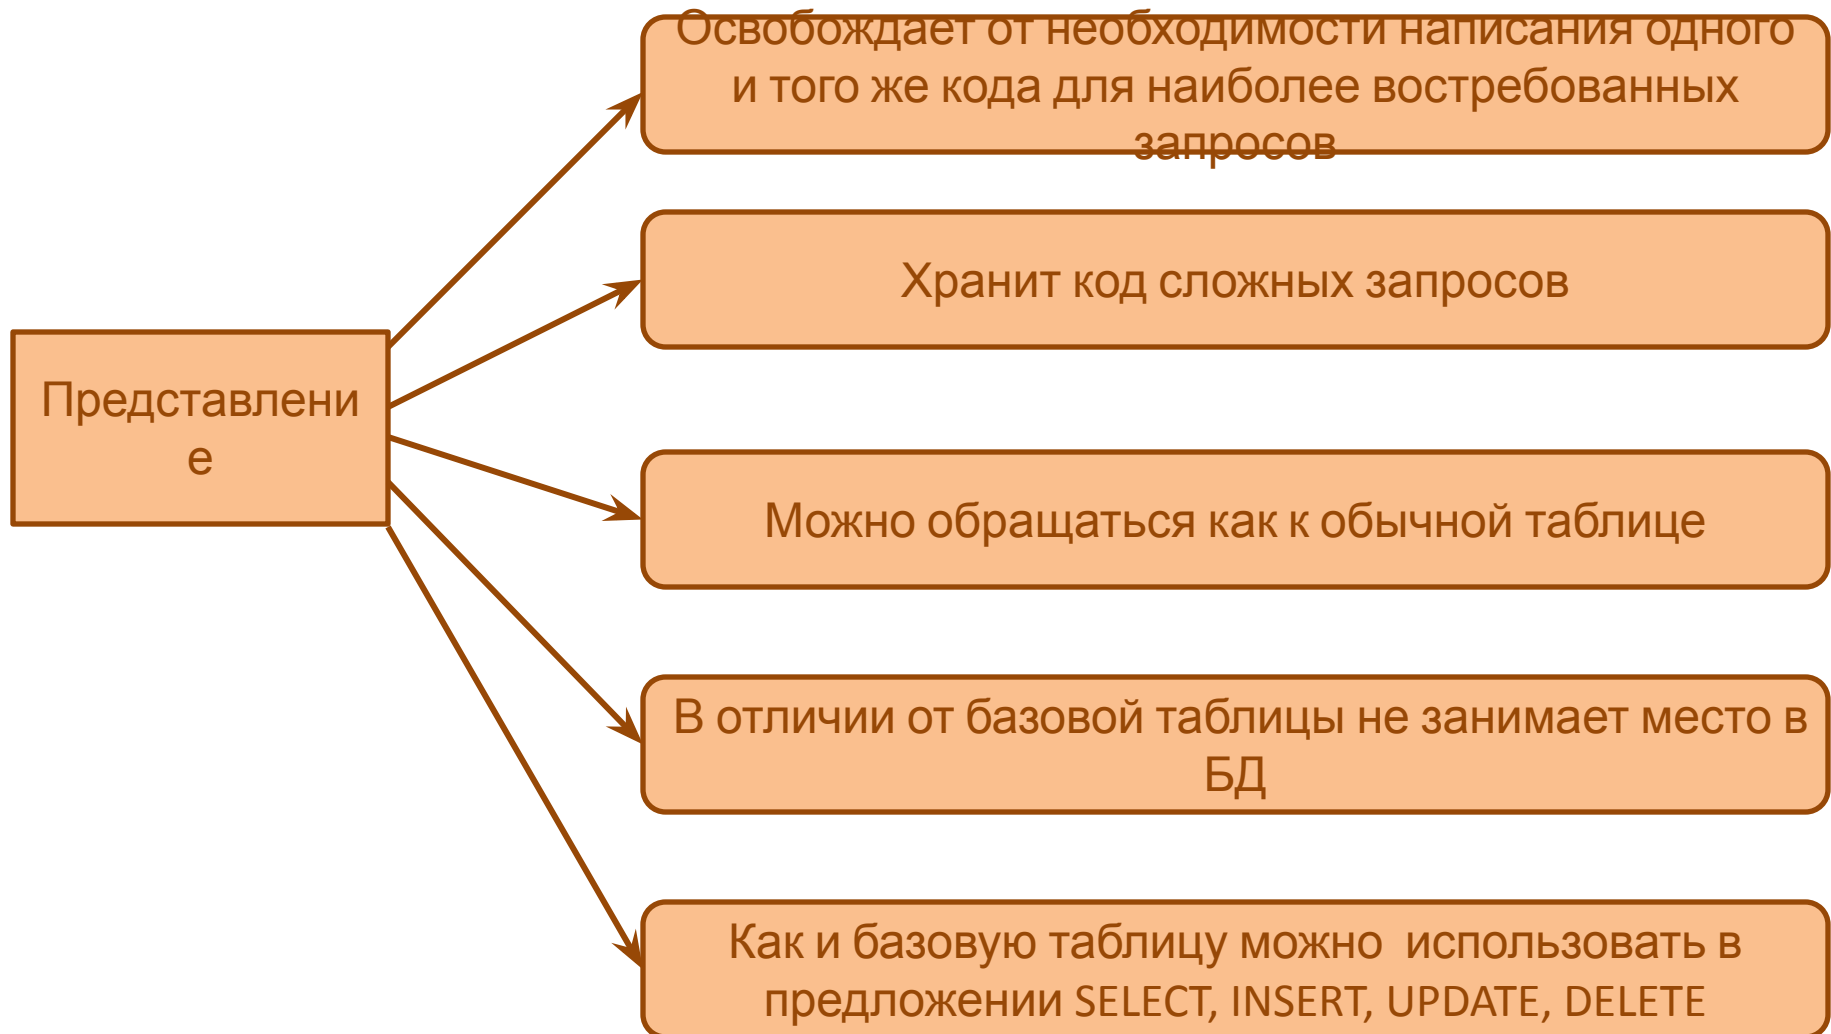 Освобождает от необходимости написания одного
и того же кода для наиболее востребованных
запросов
Хранит код сложных запросов
Представлени
е
Можно обращаться как к обычной таблице
В отличии от базовой таблицы не занимает место в
БД
Как и базовую таблицу можно  использовать в
предложении SELECT, INSERT, UPDATE, DELETE